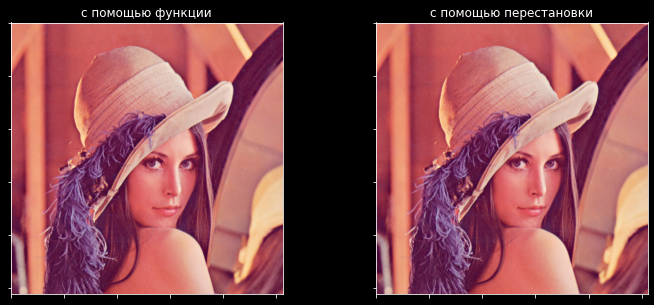 с помощью функции
с помощью перестановки